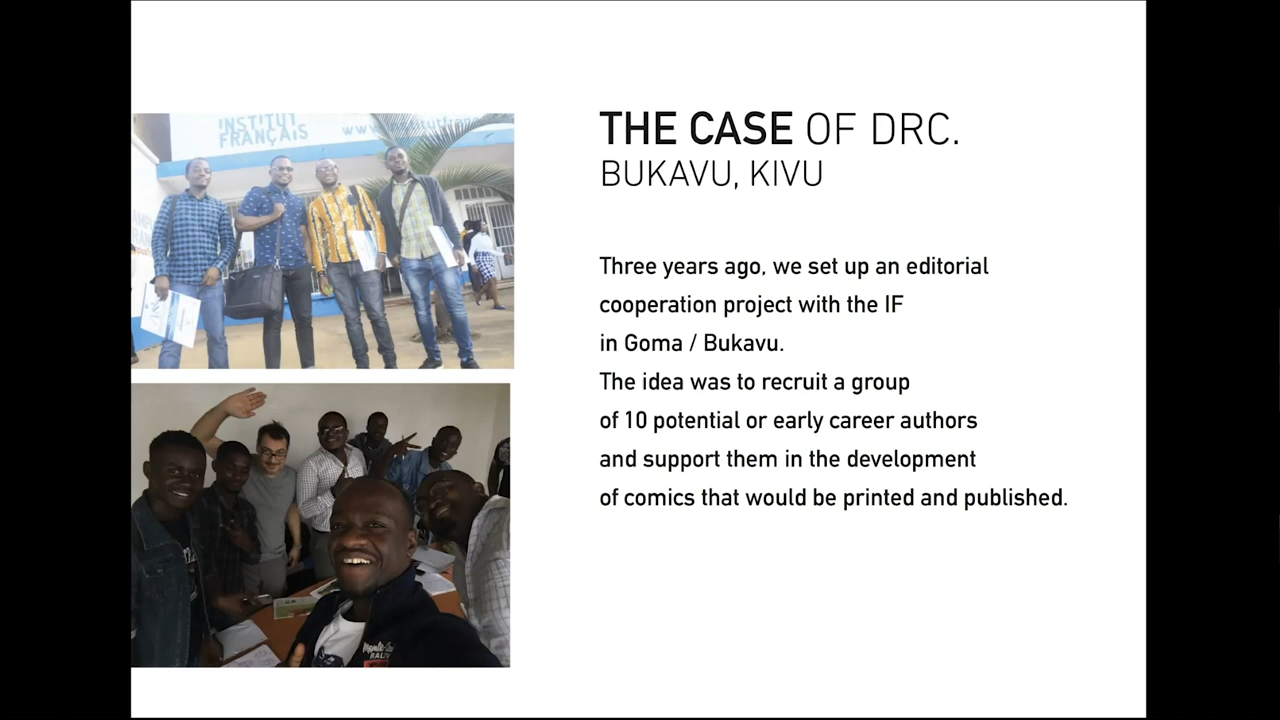 INSTITUT
FRANÇAIS
THE CASE OF DRC.
BUKAVU, KIVU
Three years ago, we set up an editorial
cooperation project with the IF
in Goma / Bukavu.
The idea was to recruit a group
of 10 potential or early career authors
and support them in the development
of comics that would be printed and published.